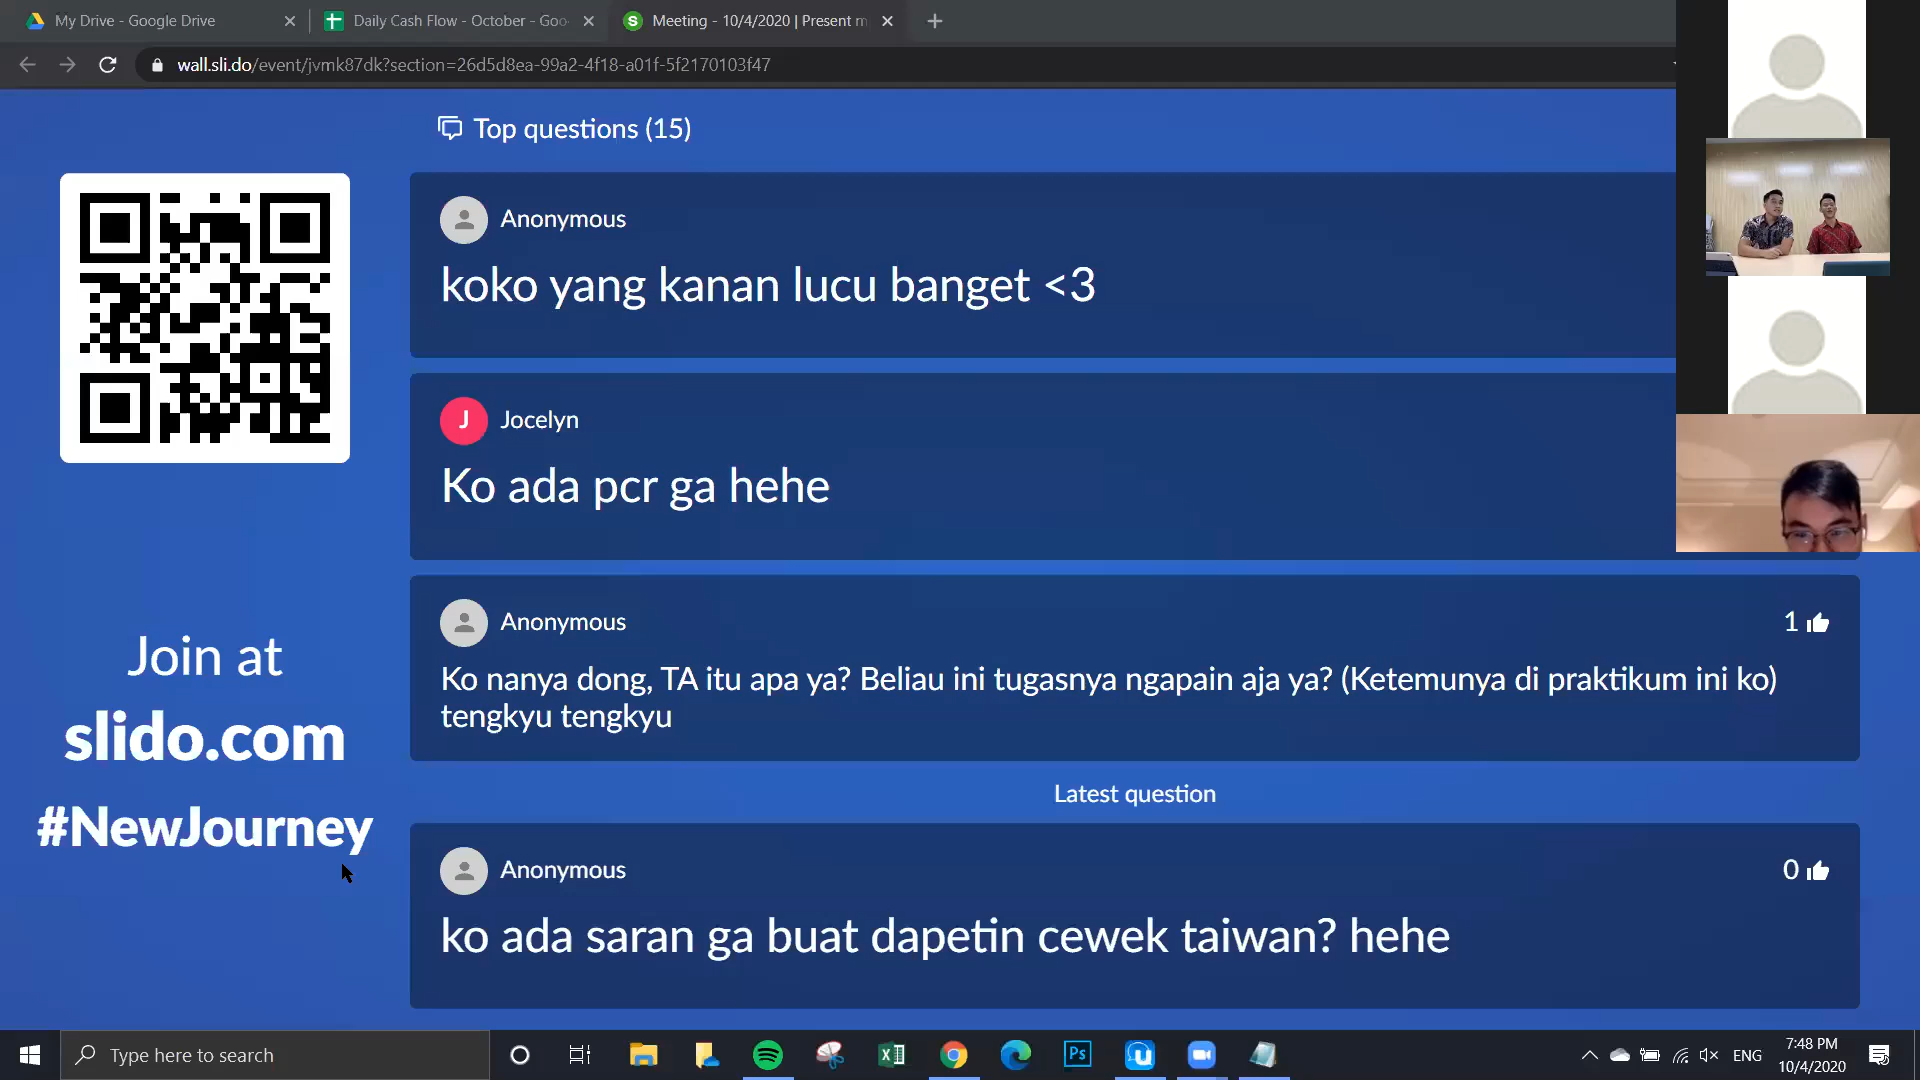 My Drive - Google Drive
Daily Cash Flow - October - Goo
Meeting - 10/4/2020 | Present m
wall.sli.do/event/jvmk87dk?section=26d5d8ea-99a2-4f18-a01f-5f2170103f47
Top questions (15)
Anonymous
koko yang kanan lucu banget <3
J
Jocelyn
Ko ada pcr ga hehe
Anonymous
1
Ko nanya dong, TA itu apa ya? Beliau ini tugasnya ngapain aja ya? (Ketemunya di praktikum ini ko)
tengkyu tengkyu
Latest question
Anonymous
0
ko ada saran ga buat dapetin cewek taiwan? hehe
Join at
slido.com
#NewJourney
Type here to search
Ps
ENG
7:48 PM
10/4/2020